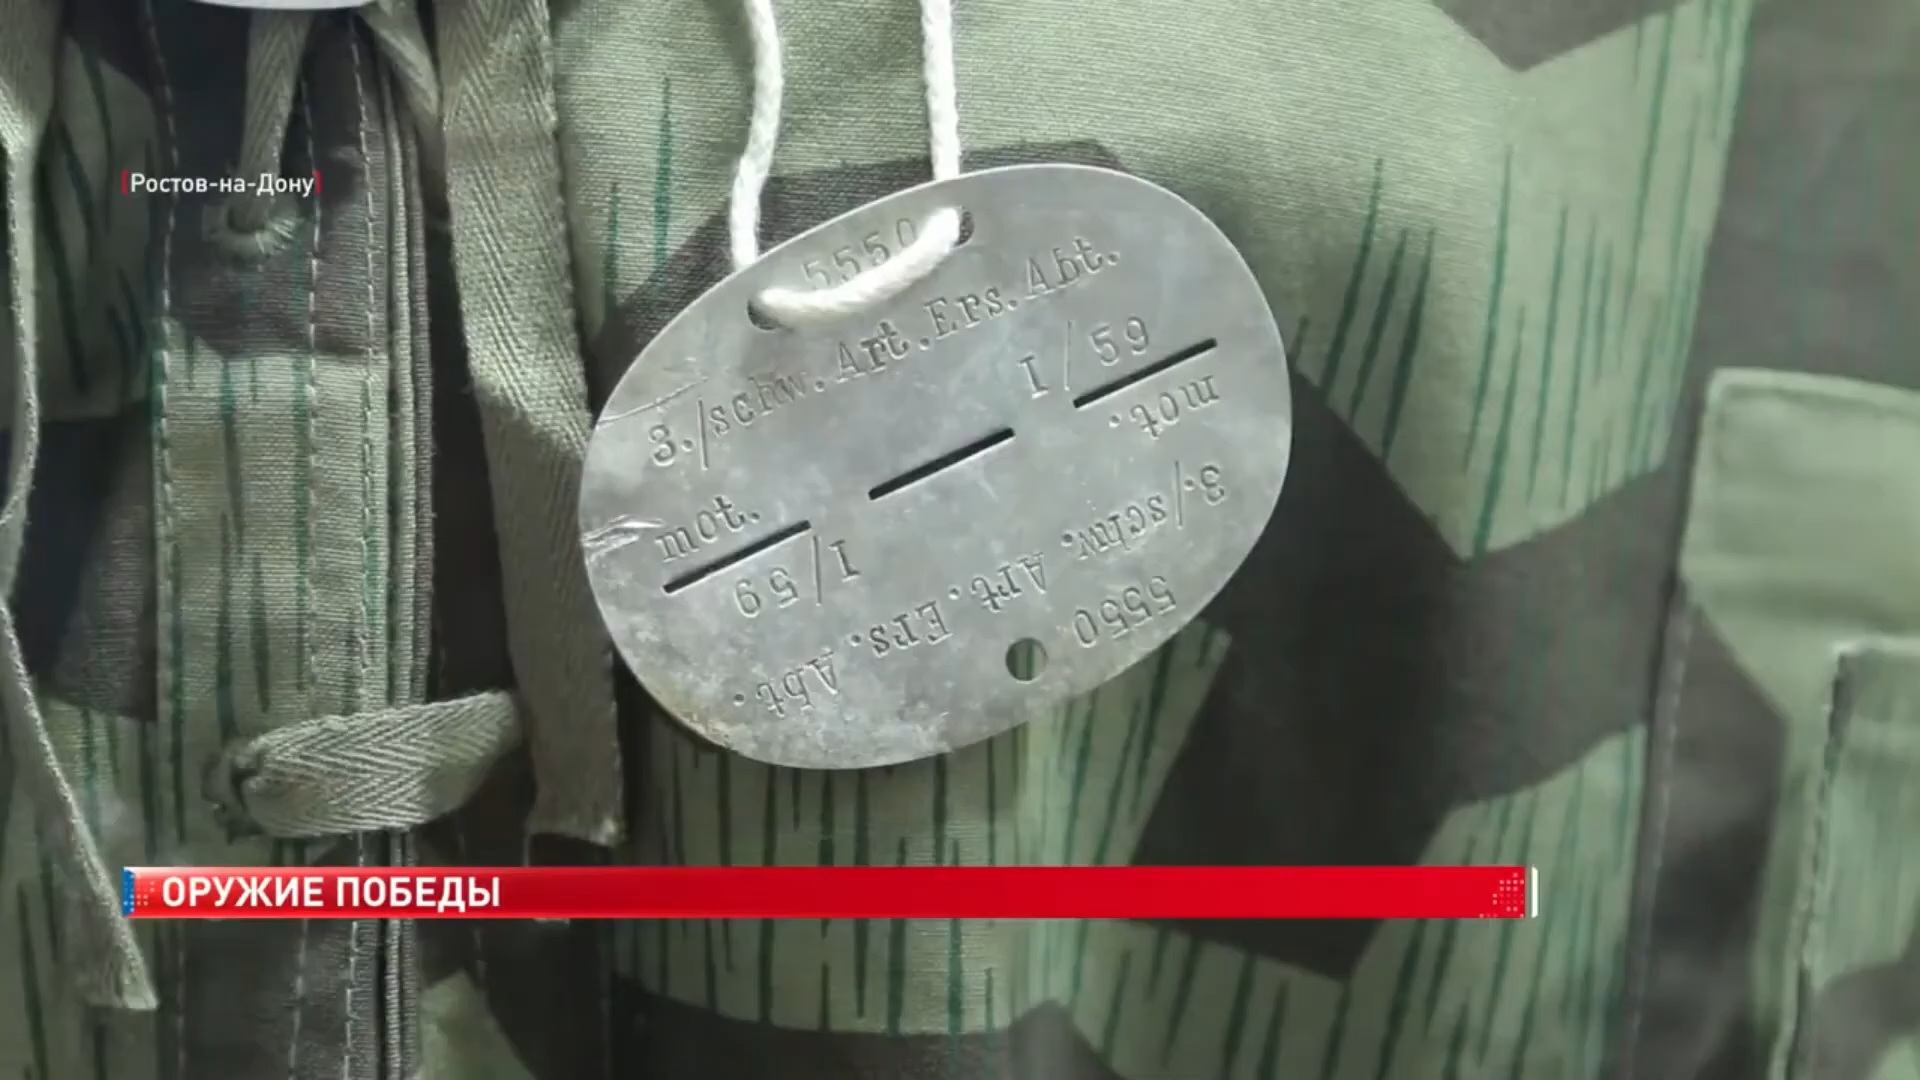 [Ростов-на-Дону]
5550
3./schw. Art. Ers. Abt.
mot. I/59
mot. I/59
3./schw. Art. Ers. Abt.
5550
ОРУЖИЕ ПОБЕДЫ